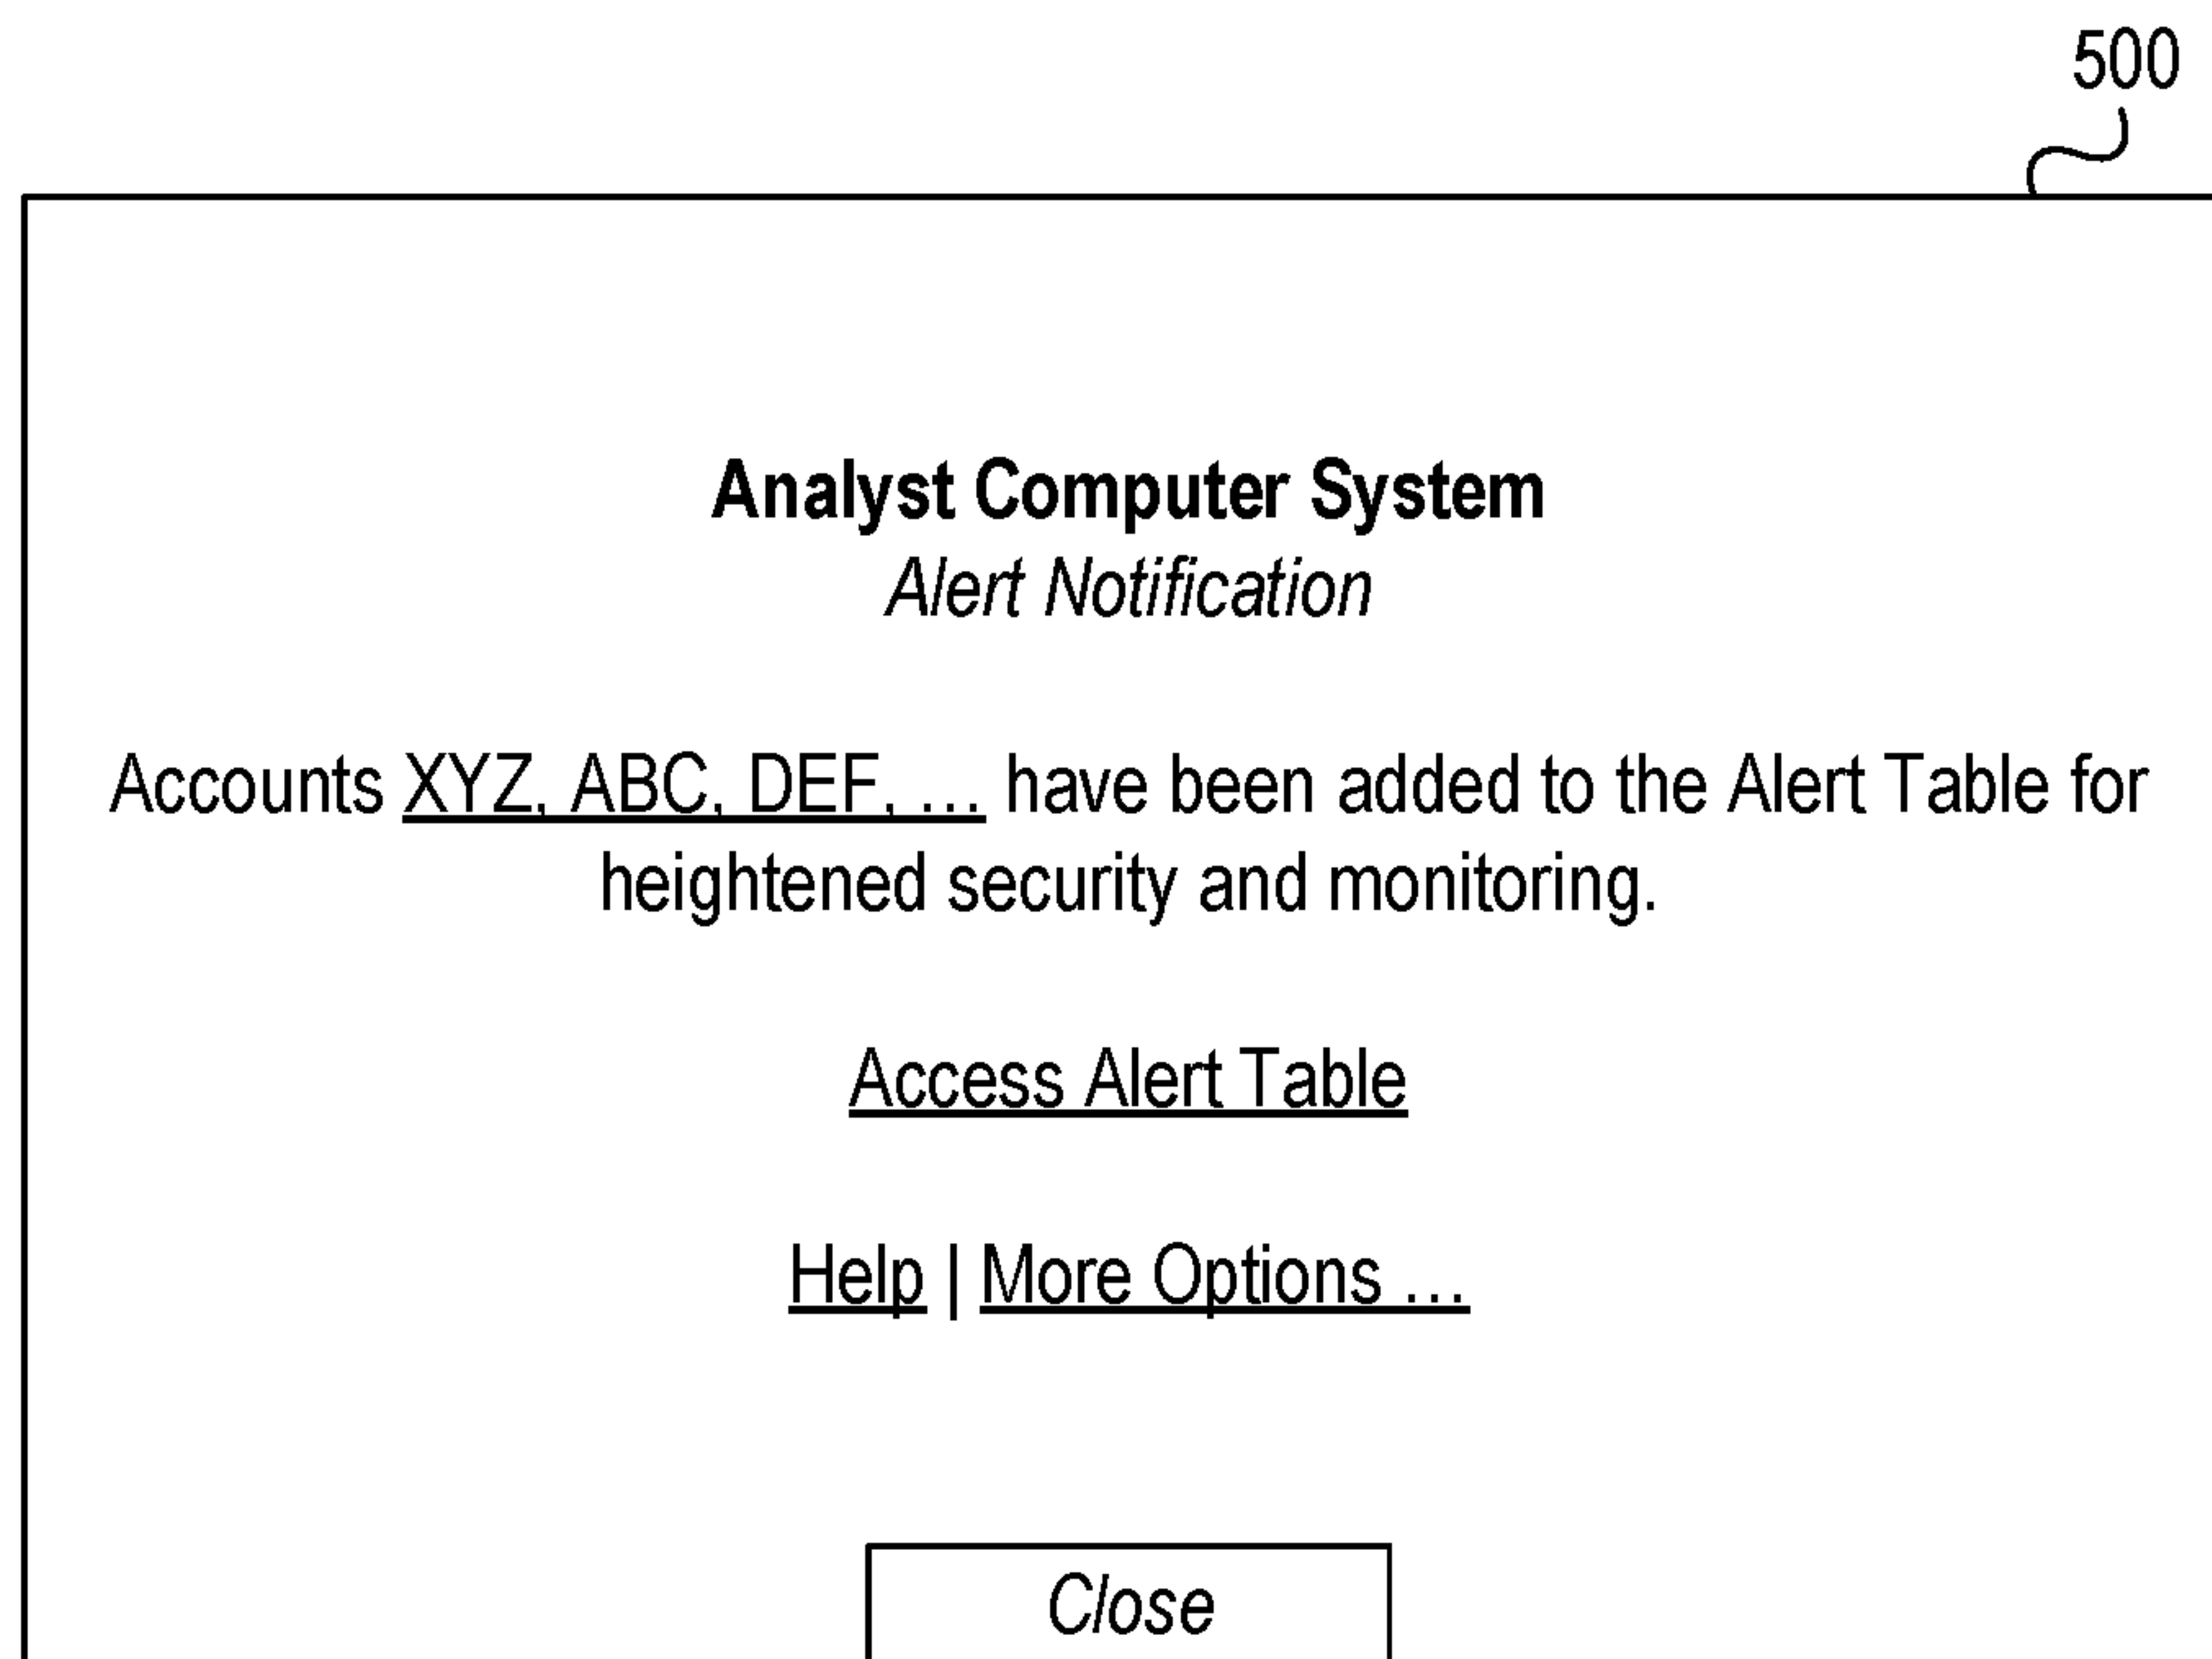 500
Analyst Computer System
Alert Notification
Accounts XYZ, ABC, DEF, ... have been added to the Alert Table for
heightened security and monitoring.
Access Alert Table
Help | More Options ...
Close